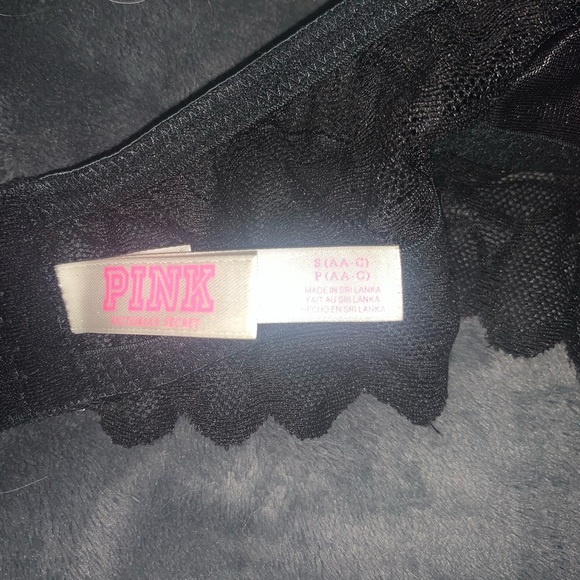 PINK
VICTORIA'S SECRET
S (AA-C)
P (AA-C)
MADE IN SRI LANKA
FAIT AU SRI LANKA
HECHO EN SRI LANKA